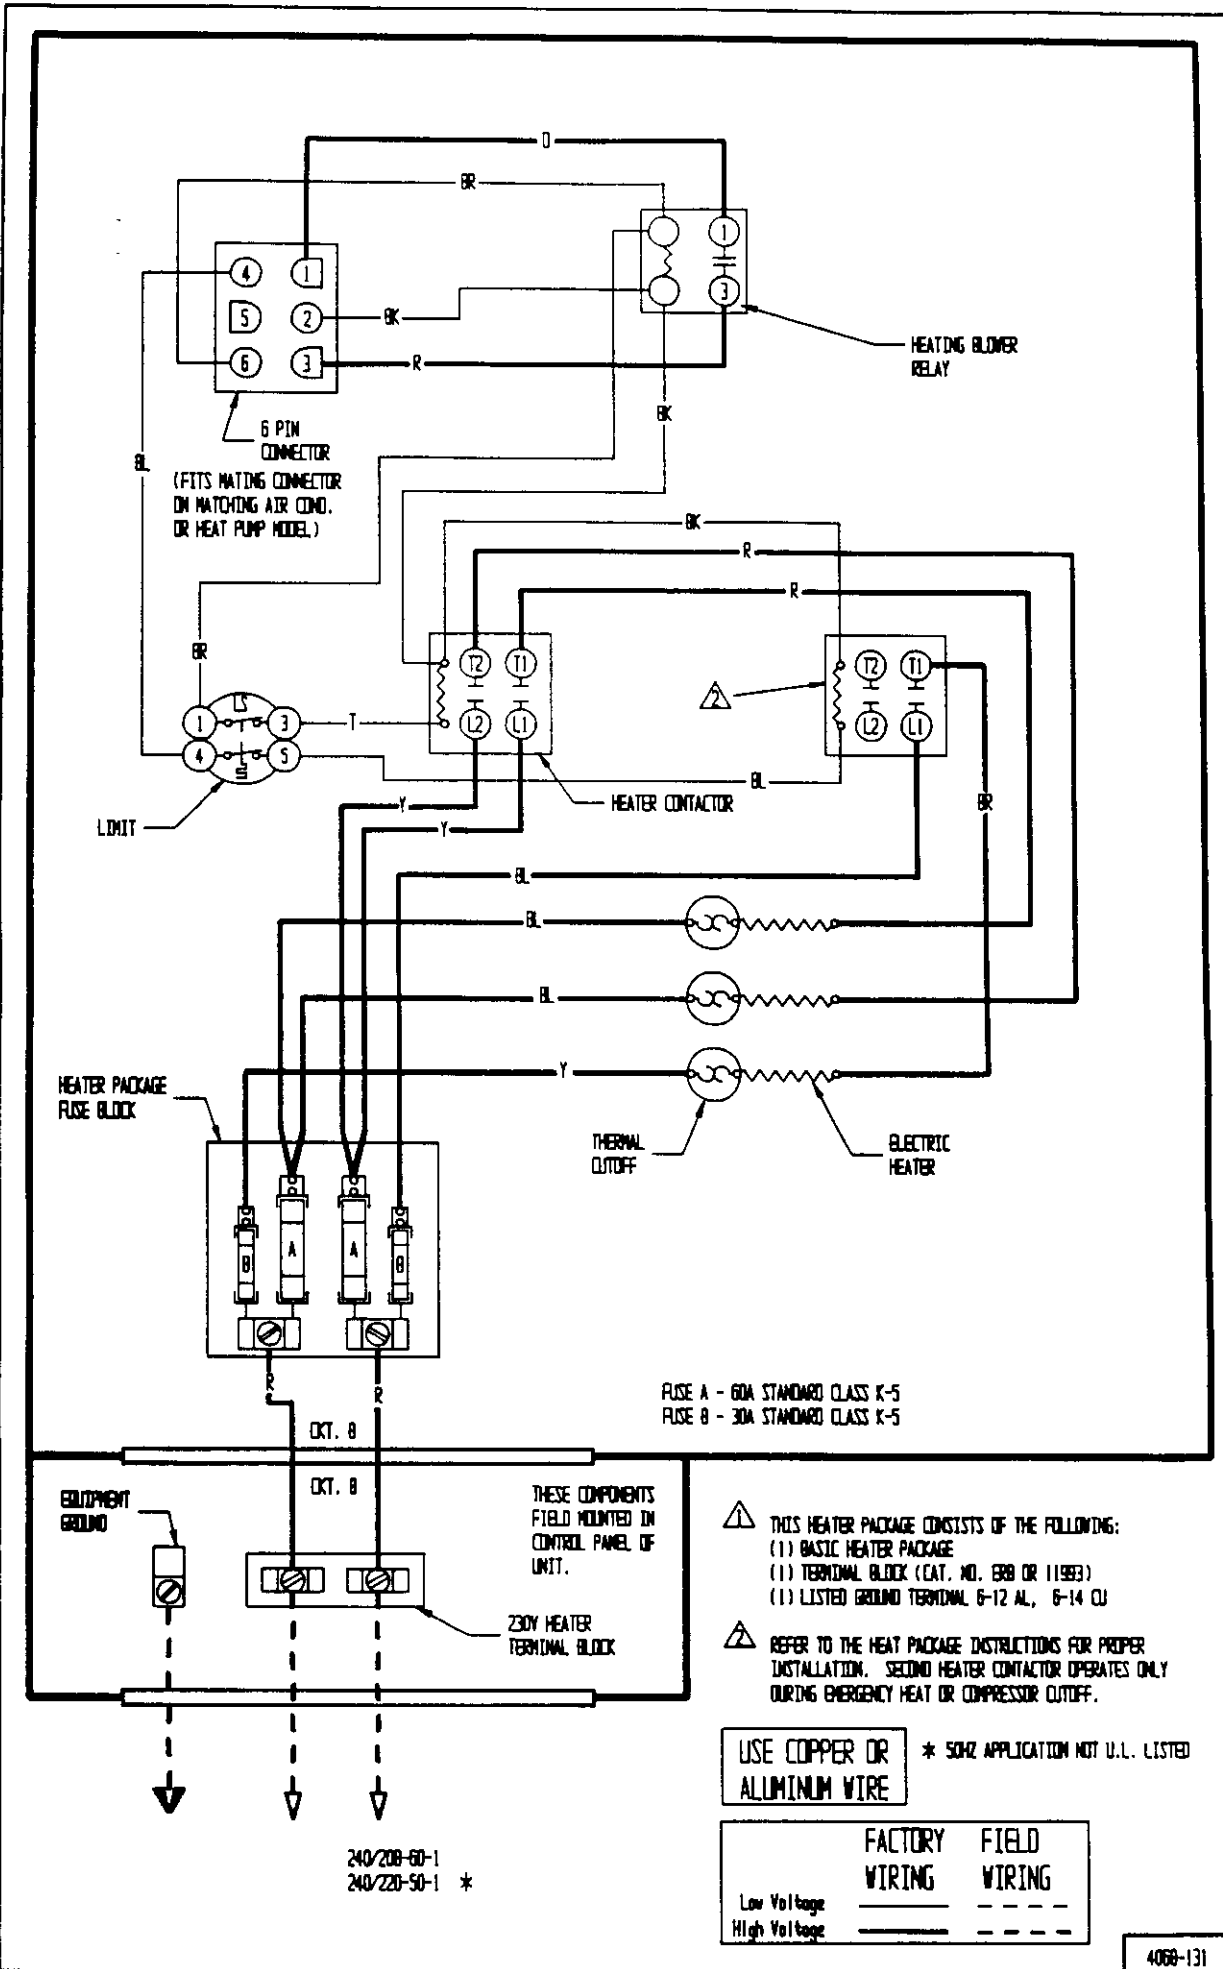 O
BR
4 1
5 2
6 3
BK
R
1
3
HEATING BLOWER
RELAY
6 PIN
CONNECTOR
(FITS MATING CONNECTOR
ON MATCHING AIR COND.
OR HEAT PUMP MODEL)
BL
BK
BK
R
R
BR
LS
1 3
4 5
LS
T
T2 T1
L2 L1
2
T2 T1
L2 L1
BL
BR
LIMIT
HEATER CONTACTOR
Y
Y
BL
BL
BL
Y
HEATER PACKAGE
FUSE BLOCK
THERMAL
CUTOFF
ELECTRIC
HEATER
B A A B
R R
FUSE A - 60A STANDARD CLASS K-5
FUSE B - 30A STANDARD CLASS K-5
CKT. B
CKT. B
EQUIPMENT
GROUND
THESE COMPONENTS
FIELD MOUNTED IN
CONTROL PANEL OF
UNIT.
230V HEATER
TERMINAL BLOCK
1 THIS HEATER PACKAGE CONSISTS OF THE FOLLOWING:
(1) BASIC HEATER PACKAGE
(1) TERMINAL BLOCK (CAT. NO. OR
(1) LISTED GROUND TERMINAL 6-12 AL, 6-14 CU
2 REFER TO THE HEAT PACKAGE INSTRUCTIONS FOR PROPER
INSTALLATION. SECOND HEATER CONTACTOR OPERATES ONLY
DURING EMERGENCY HEAT OR COMPRESSOR CUTOFF.
USE COPPER OR
ALUMINUM WIRE
* 50HZ APPLICATION NOT U.L. LISTED
240/208-60-1
240/220-50-1 *
FACTORY FIELD
WIRING WIRING
Low Voltage
High Voltage
4068-131